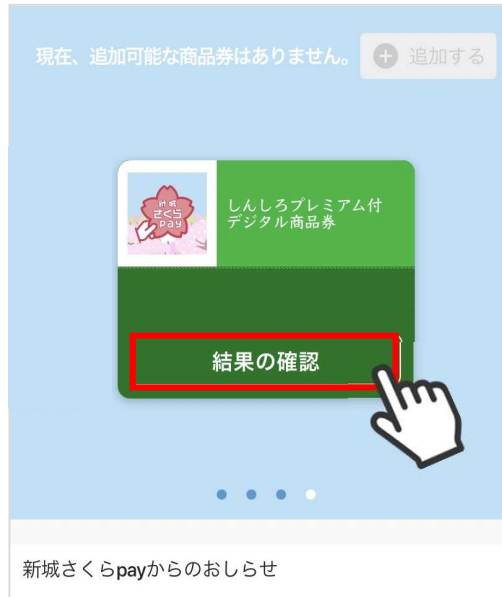 現在、追加可能な商品券はありません。
追加する
新城
さくら
pay
しんしろプレミアム付
デジタル商品券
結果の確認
新城さくらpayからのおしらせ